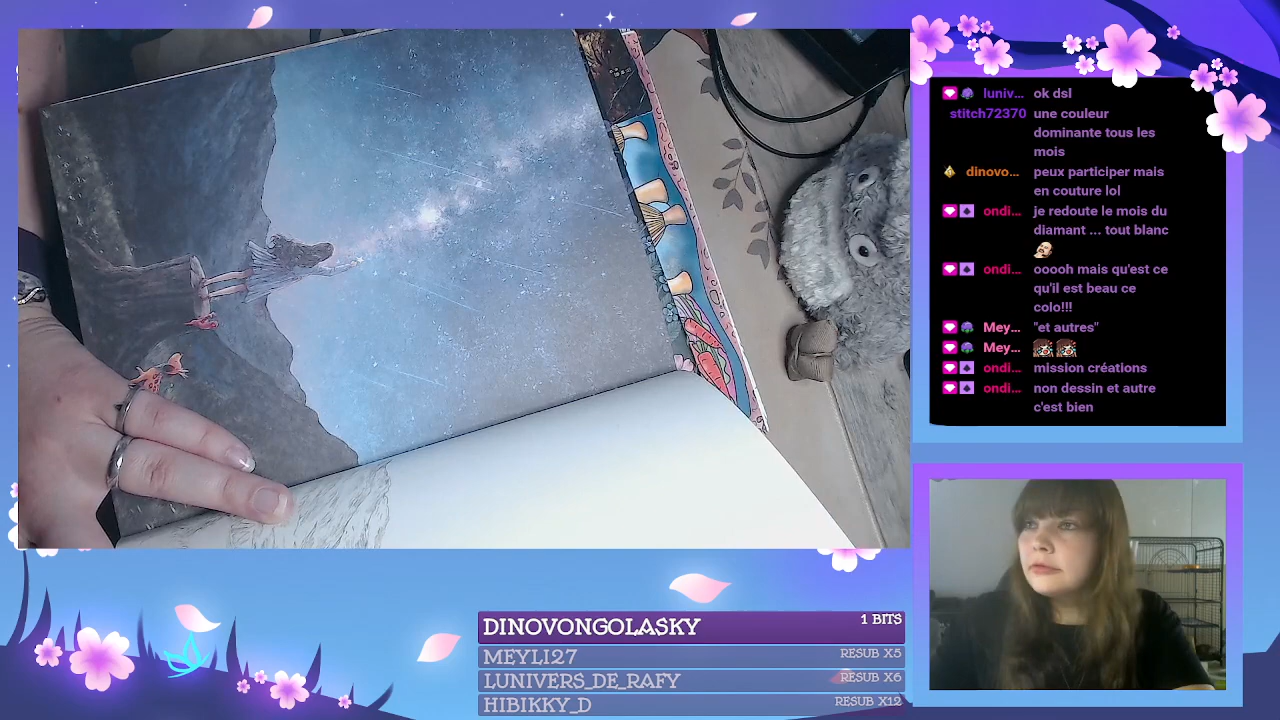 luniv... ok dsl
stitch72370 une couleur
dominante tous les
mois
dinovo... peux participer mais
en couture lol
ondi... je redoute le mois du
diamant ... tout blanc
ondi... ooooh mais qu'est ce
qu'il est beau ce
colo!!!
Mey... "et autres"
Mey...
ondi... mission créations
ondi... non dessin et autre
c'est bien
DINOVONGOLASKY 1 BITS
MEYLI27 RESUB X5
LUNIVERS_DE_RAFY RESUB X6
HIBIKKY_D RESUB X12